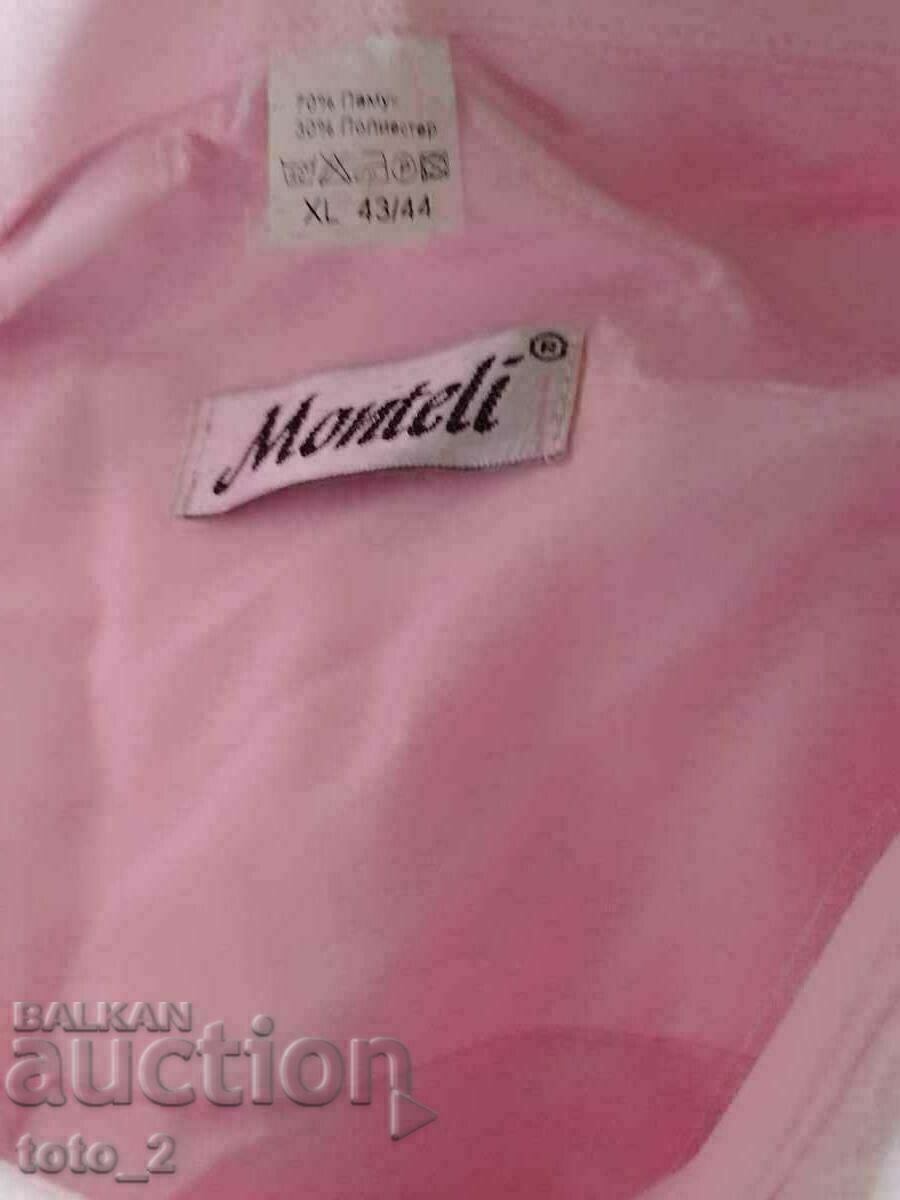 70% Памук
30% Полиестер
XL 43/44
Monteli ®
BALKAN
auction
toto_2